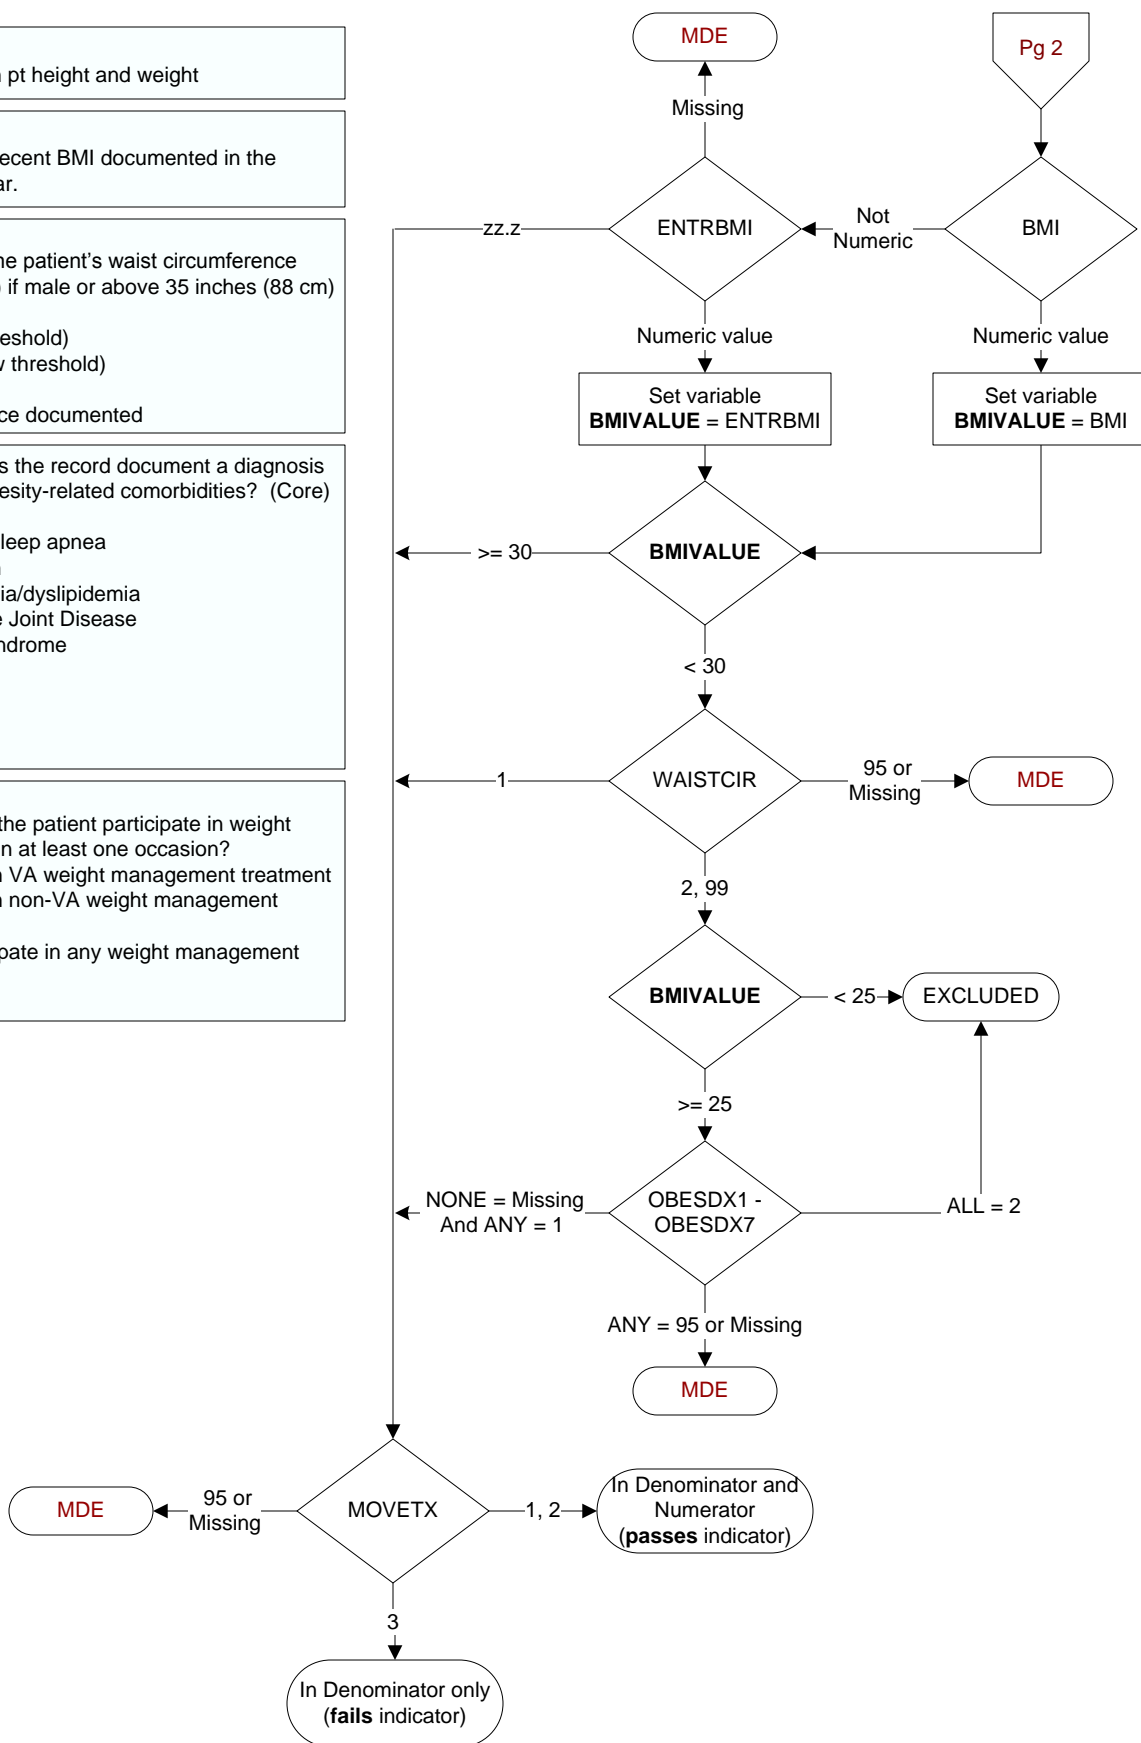 pt height and weight
ecent BMI documented in the
ar.
he patient's waist circumference
) if male or above 35 inches (88 cm)
eshold)
w threshold)
ce documented
s the record document a diagnosis
esity-related comorbidities? (Core)
leep apnea
ia/dyslipidemia
e Joint Disease
ndrome
the patient participate in weight
n at least one occasion?
n VA weight management treatment
n non-VA weight management
pate in any weight management
MDE
Pg 2
Missing
zz.z
ENTRBMI
Not
Numeric
BMI
Numeric value
Numeric value
Set variable
BMIVALUE = ENTRBMI
Set variable
BMIVALUE = BMI
>= 30
BMIVALUE
< 30
1
WAISTCIR
95 or
Missing
MDE
2, 99
BMIVALUE
< 25
EXCLUDED
>= 25
NONE = Missing
And ANY = 1
OBESDX1 -
OBESDX7
ALL = 2
ANY = 95 or Missing
MDE
MDE
95 or
Missing
MOVETX
1, 2
In Denominator and
Numerator
(passes indicator)
3
In Denominator only
(fails indicator)